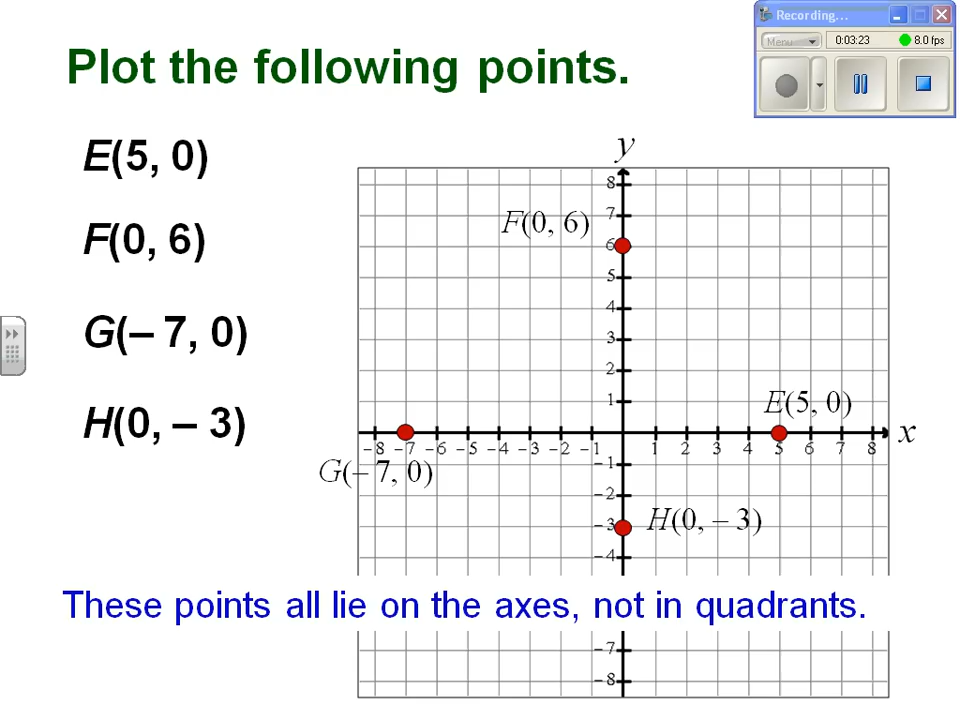 Recording...
Menu
0:03:23
8.0 fps
Plot the following points.
E(5, 0)
F(0, 6)
G(– 7, 0)
H(0, – 3)
y
8
7
F(0, 6)
6
5
4
3
2
1
E(5, 0)
x
–8 –7 –6 –5 –4 –3 –2 –1 1 2 3 4 5 6 7 8
G(– 7, 0)
–1
–2
–3
H(0, – 3)
–4
These points all lie on the axes, not in quadrants.
–7
–8